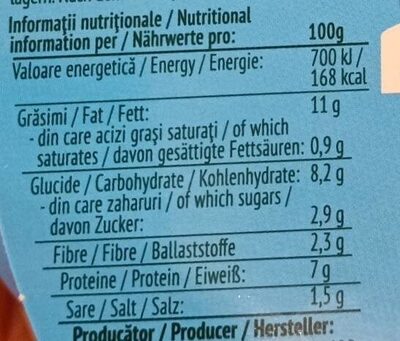 Informații nutriționale / Nutritional
information per / Nährwerte pro: 100g
Valoare energetică / Energy / Energie: 700 kJ /
168 kcal
Grăsimi / Fat / Fett: 11 g
- din care acizi grași saturați / of which
saturates / davon gesättigte Fettsäuren: 0,9 g
Glucide / Carbohydrate / Kohlenhydrate: 8,2 g
- din care zaharuri / of which sugars /
davon Zucker: 2,9 g
Fibre / Fibre / Ballaststoffe 2,3 g
Proteine / Protein / Eiweiß: 7 g
Sare / Salt / Salz: 1,5 g
Producător / Producer / Hersteller: